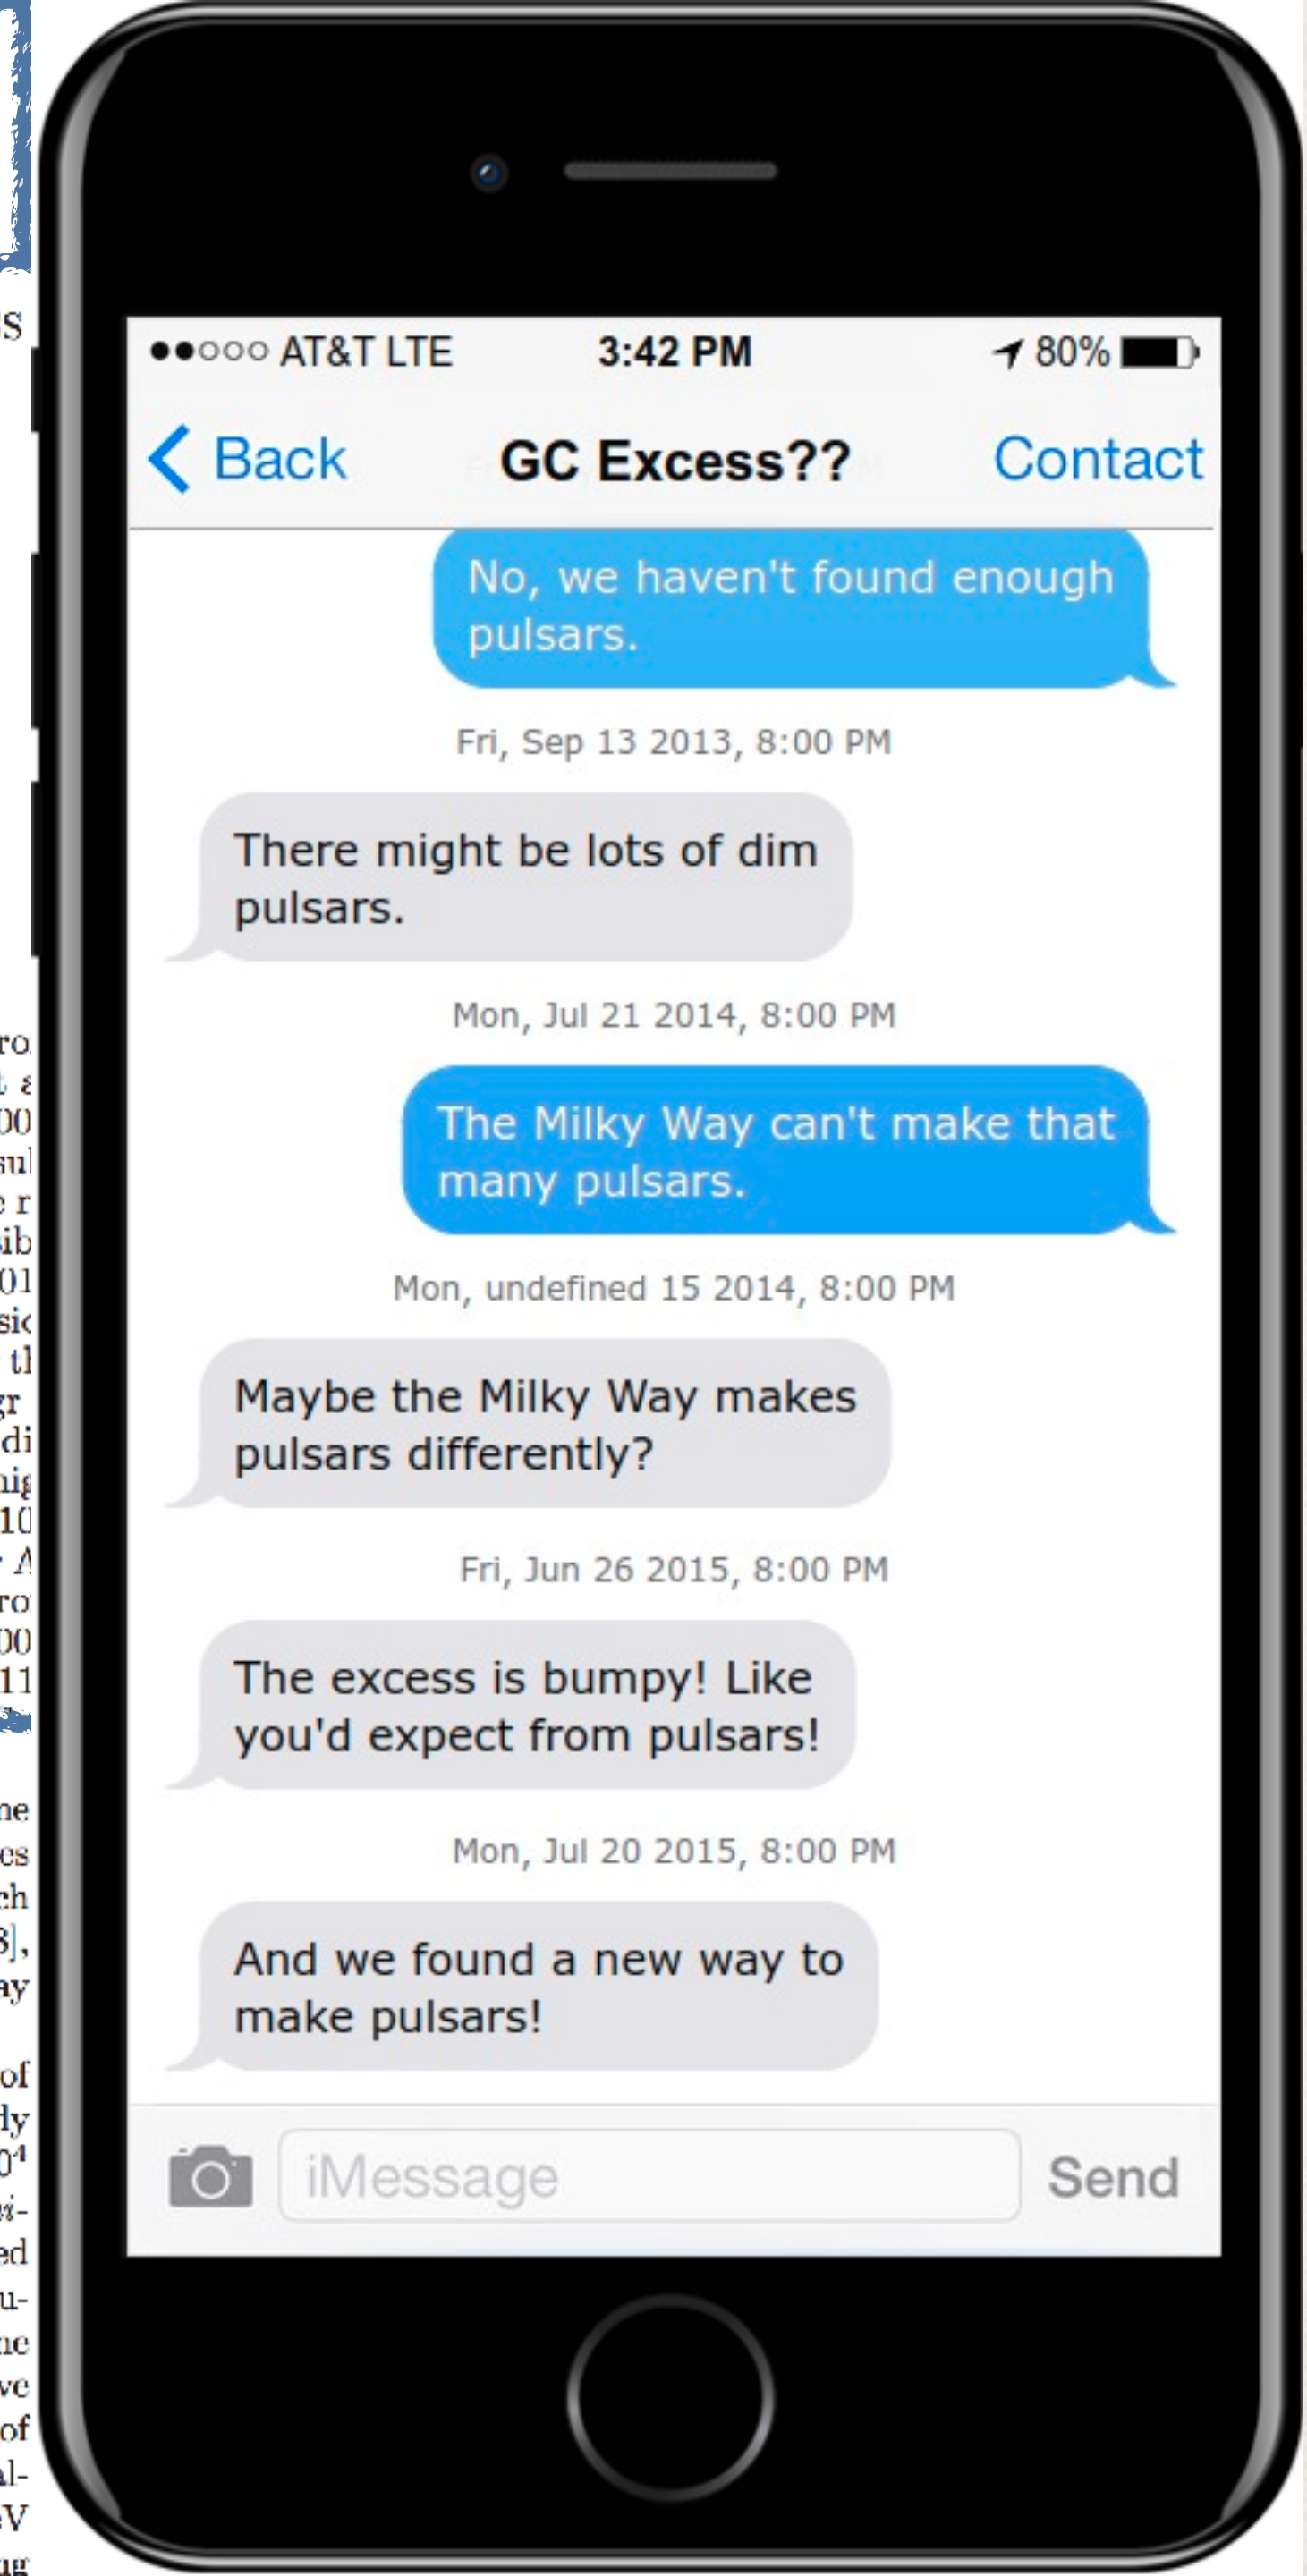 AT&T LTE 3:42 PM 80%
Back GC Excess?? Contact
No, we haven't found enough
pulsars.
Fri, Sep 13 2013, 8:00 PM
There might be lots of dim
pulsars.
Mon, Jul 21 2014, 8:00 PM
The Milky Way can't make that
many pulsars.
Mon, undefined 15 2014, 8:00 PM
Maybe the Milky Way makes
pulsars differently?
Fri, Jun 26 2015, 8:00 PM
The excess is bumpy! Like
you'd expect from pulsars!
Mon, Jul 20 2015, 8:00 PM
And we found a new way to
make pulsars!
iMessage Send